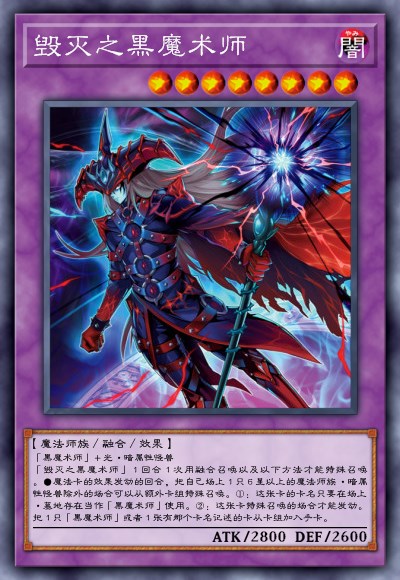 毁灭之黑魔术师
やみ
闇
【魔法师族／融合／效果】
「黑魔术师」＋光·暗属性怪兽
「毁灭之黑魔术师」1回合1次用融合召唤以及以下方法才能特殊召唤
。●魔法卡的效果发动的回合，把自己场上1只6星以上的魔法师族·暗属
性怪兽除外的场合可以从额外卡组特殊召唤。①：这张卡的卡名只要在场上
·墓地存在当作「黑魔术师」使用。②：这张卡特殊召唤的场合才能发动。
把1只「黑魔术师」或者1张有那个卡名记述的卡从卡组加入手卡。
ATK/2800 DEF/2600